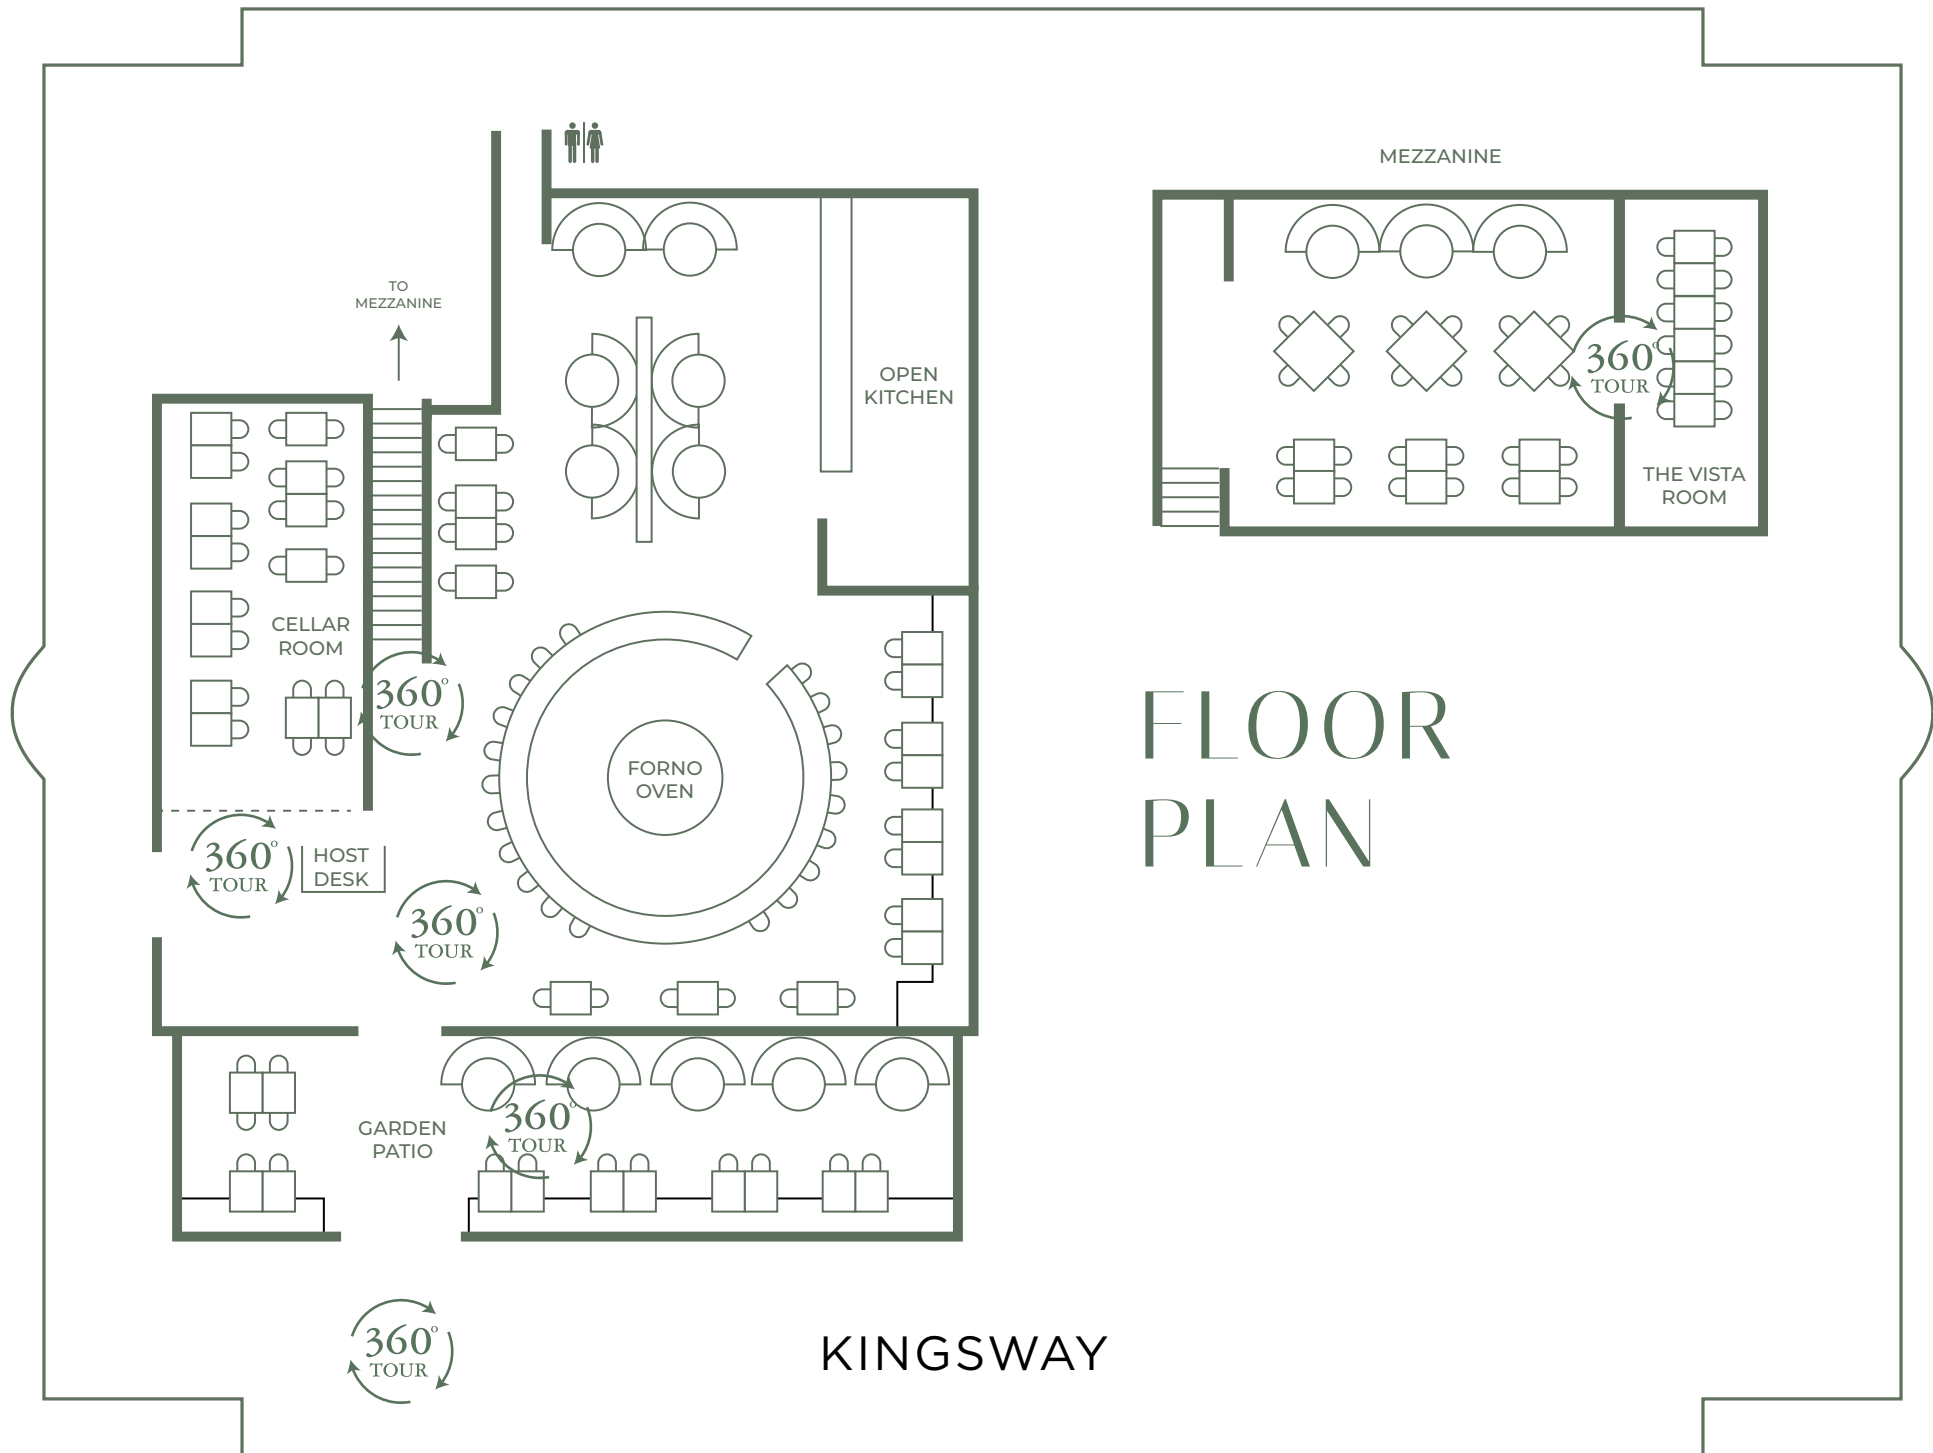 MEZZANINE
TO
MEZZANINE
OPEN
KITCHEN
360°
TOUR
THE VISTA
ROOM
CELLAR
ROOM
360°
TOUR
FORNO
OVEN
FLOOR
PLAN
360°
TOUR
HOST
DESK
360°
TOUR
GARDEN
PATIO
360°
TOUR
360°
TOUR
KINGSWAY